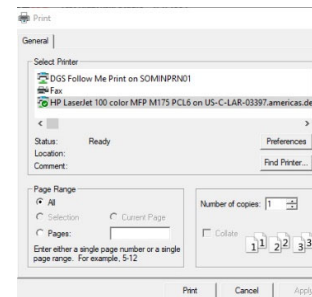 Print
General
Select Printer
DGS Follow Me Print on SOMINPRN01
Fax
HP LaserJet 100 color MFP M175 PCL6 on US-C-LAR-03397.americas.de
Status: Ready Preferences
Location:
Comment: Find Printer...
Page Range
All Number of copies: 1
Selection Current Page
Pages: Collate
Enter either a single page number or a single
page range. For example, 5-12
1 1 2 2 3 3
Print Cancel Apply